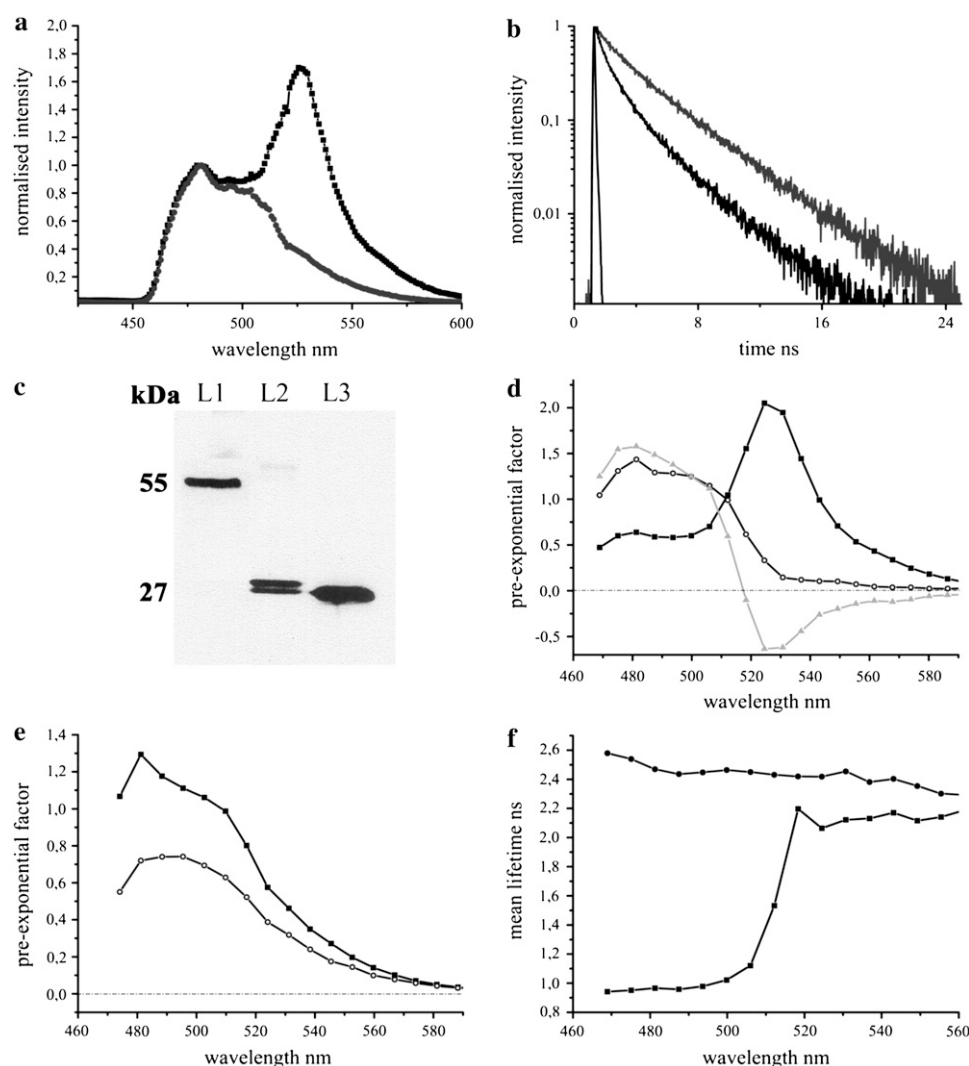 a
2,0
1,8
1,6
1,4
1,2
1,0
0,8
0,6
0,4
0,2
normalised intensity
450 500 550 600
wavelength nm
b
1
0.1
0.01
normalised intensity
0 8 16 24
time ns
c
kDa L1 L2 L3
55
27
d
2,0
1,5
1,0
0,5
0,0
-0,5
pre-exponential factor
460 480 500 520 540 560 580
wavelength nm
e
1,4
1,2
1,0
0,8
0,6
0,4
0,2
0,0
pre-exponential factor
460 480 500 520 540 560 580
wavelength nm
f
2,6
2,4
2,2
2,0
1,8
1,6
1,4
1,2
1,0
0,8
mean lifetime ns
460 480 500 520 540 560
wavelength nm